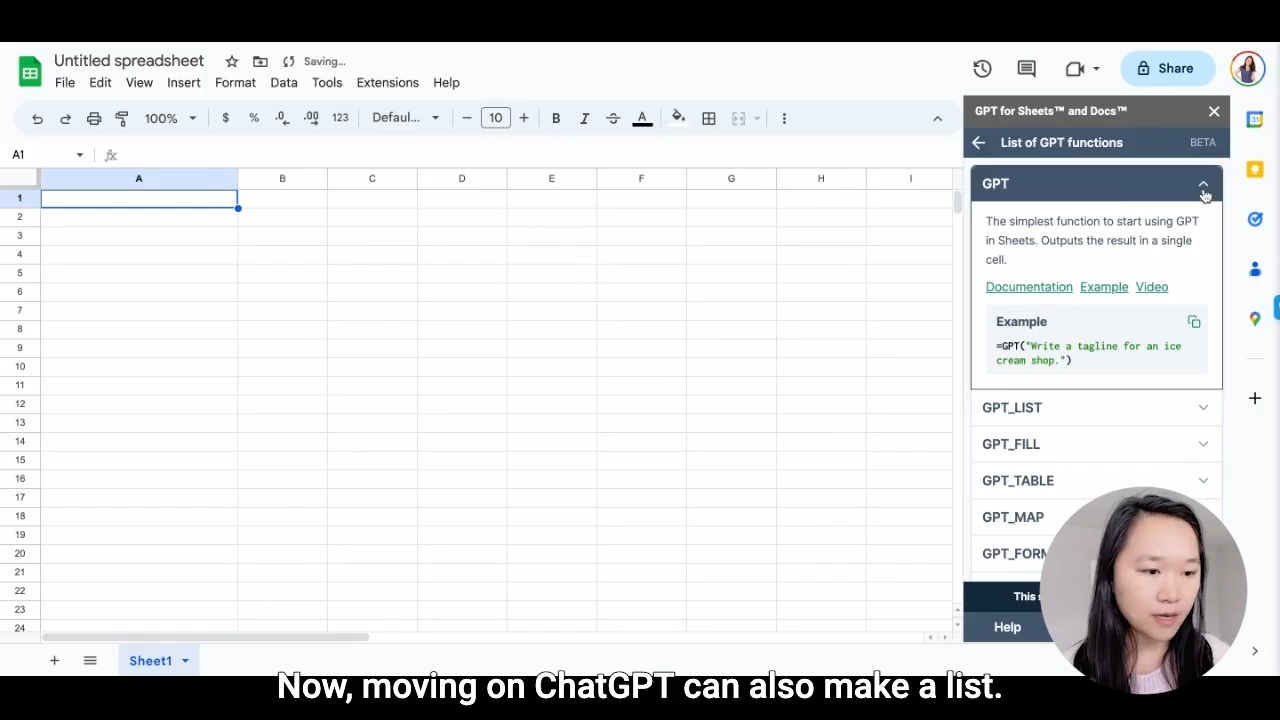 Untitled spreadsheet
Saving...
File Edit View Insert Format Data Tools Extensions Help
Share
100% $ % .0 .00 123 Defaul... 10 B I A
A1 fx
A B C D E F G H I
1
2
3
4
5
6
7
8
9
10
11
12
13
14
15
16
17
18
19
20
21
22
23
24
Sheet1
GPT for Sheets™ and Docs™
List of GPT functions BETA
GPT
The simplest function to start using GPT
in Sheets. Outputs the result in a single
cell.
Documentation Example Video
Example
=GPT("Write a tagline for an ice
cream shop.")
GPT_LIST
GPT_FILL
GPT_TABLE
GPT_MAP
GPT_FORM
This
Help
31
Now, moving on ChatGPT can also make a list.